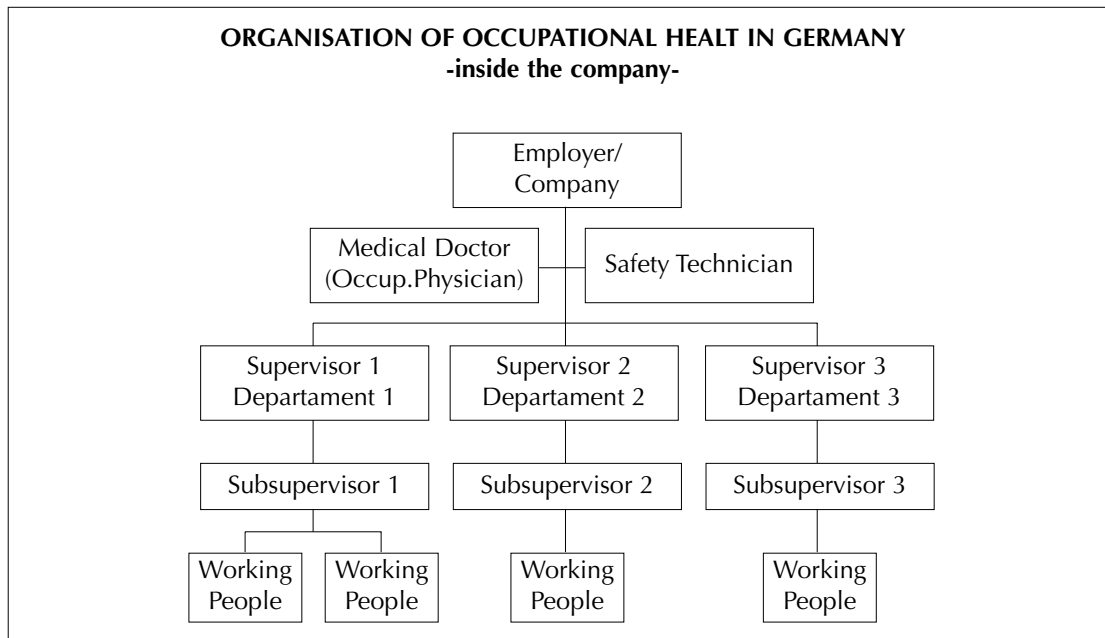 ORGANISATION OF OCCUPATIONAL HEALT IN GERMANY
-inside the company-
Employer/
Company
Medical Doctor
(Occup.Physician)
Safety Technician
Supervisor 1
Departament 1
Supervisor 2
Departament 2
Supervisor 3
Departament 3
Subsupervisor 1
Subsupervisor 2
Subsupervisor 3
Working
People
Working
People
Working
People
Working
People